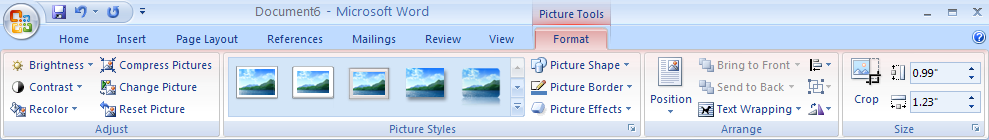 Document6 - Microsoft Word
Picture Tools
Home Insert Page Layout References Mailings Review View Format
Brightness
Contrast
Recolor
Compress Pictures
Change Picture
Reset Picture
Adjust
Picture Shape
Picture Border
Picture Effects
Picture Styles
Position
Bring to Front
Send to Back
Text Wrapping
Arrange
Crop
0.99"
1.23"
Size